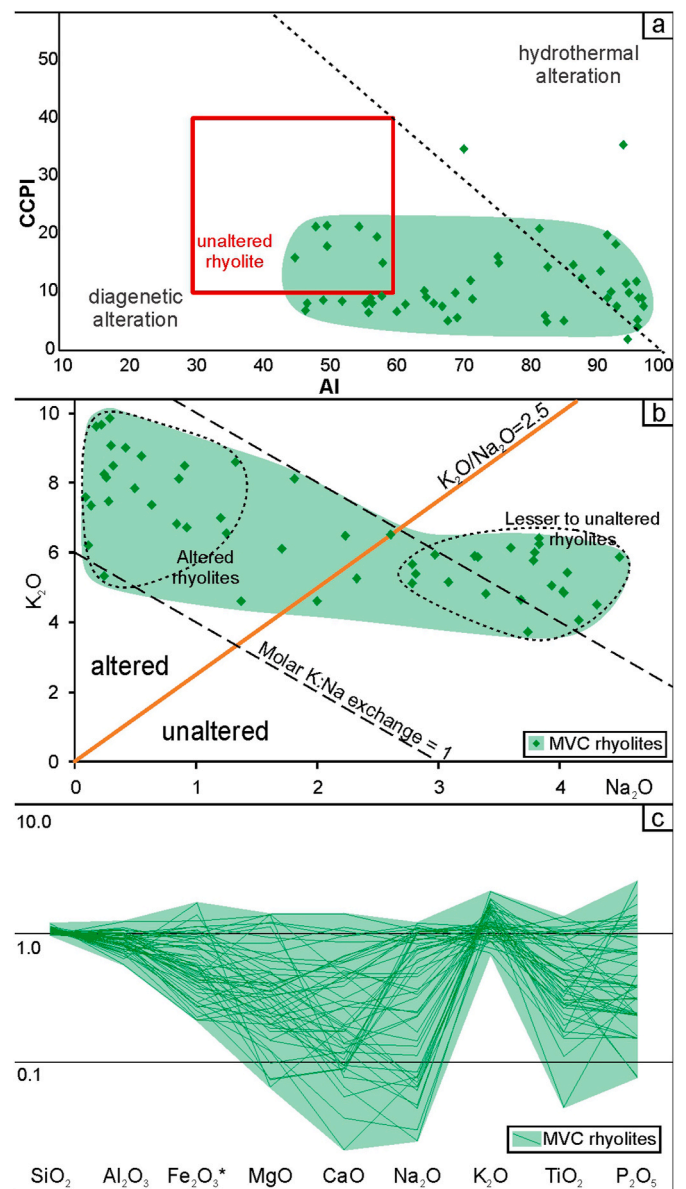 a
hydrothermal
alteration
50
40
30
20
10
0
CCPI
unaltered
rhyolite
diagenetic
alteration
10 20 30 40 50 60 70 80 90 100
AI
b
K₂O/Na₂O=2.5
10
8
6
4
2
0
K₂O
Lesser to unaltered
rhyolites
Altered
rhyolites
altered
unaltered
Molar K:Na exchange = 1
MVC rhyolites
0 1 2 3 4 Na₂O
c
10.0
1.0
0.1
MVC rhyolites
SiO₂ Al₂O₃ Fe₂O₃* MgO CaO Na₂O K₂O TiO₂ P₂O₅